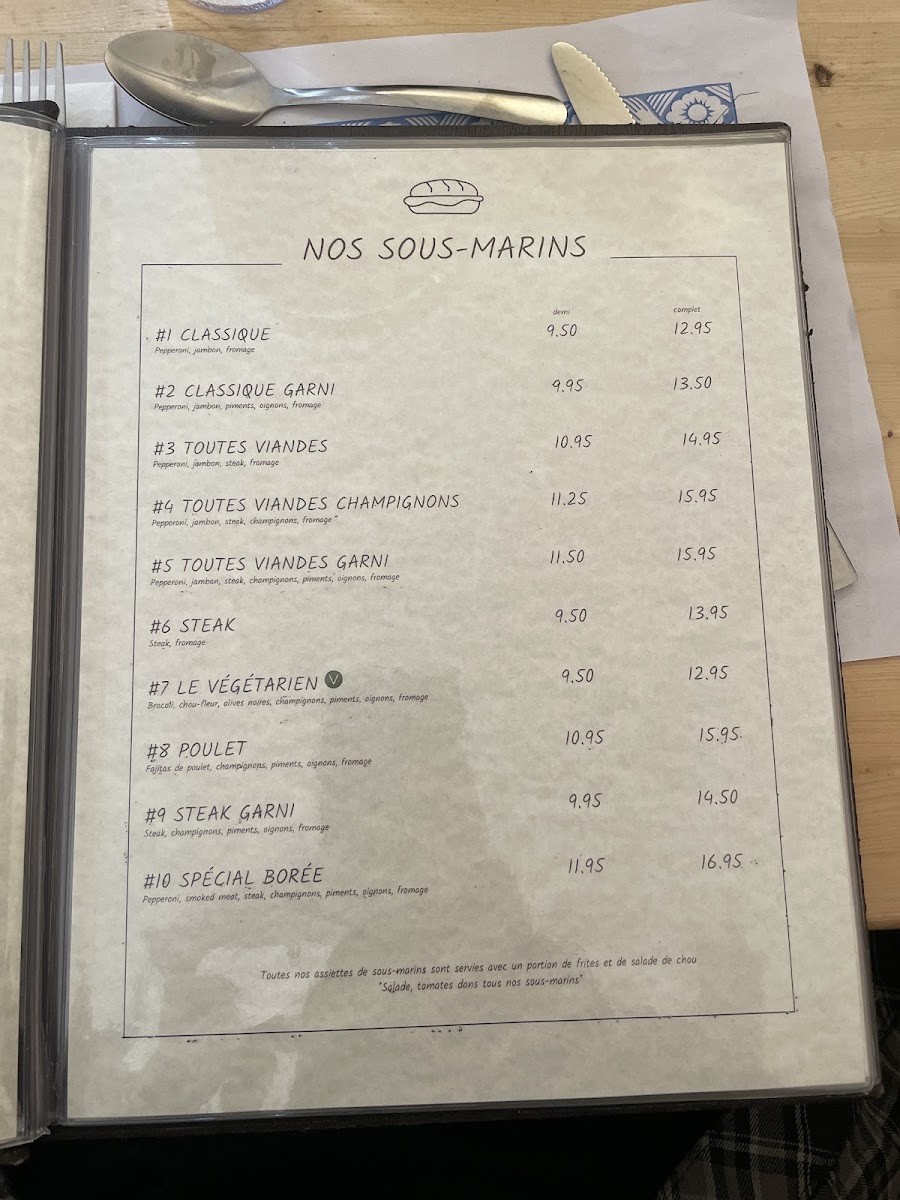 NOS SOUS-MARINS
demi complet
#1 CLASSIQUE 9.50 12.95
Pepperoni, jambon, fromage
#2 CLASSIQUE GARNI 9.95 13.50
Pepperoni, jambon, piments, oignons, fromage
#3 TOUTES VIANDES 10.95 14.95
Pepperoni, jambon, steak, fromage
#4 TOUTES VIANDES CHAMPIGNONS 11.25 15.95
Pepperoni, jambon, steak, champignons, fromage
#5 TOUTES VIANDES GARNI 11.50 15.95
Pepperoni, jambon, steak, champignons, piments, oignons, fromage
#6 STEAK 9.50 13.95
Steak, fromage
#7 LE VÉGÉTARIEN V 9.50 12.95
Brocoli, chou-fleur, olives noires, champignons, piments, oignons, fromage
#8 POULET 10.95 15.95
Fajitas de poulet, champignons, piments, oignons, fromage
#9 STEAK GARNI 9.95 14.50
Steak, champignons, piments, oignons, fromage
#10 SPÉCIAL BORÉE 11.95 16.95
Pepperoni, smoked meat, steak, champignons, piments, oignons, fromage
Toutes nos assiettes de sous-marins sont servies avec un portion de frites et de salade de chou
"Salade, tomates dans tous nos sous-marins"